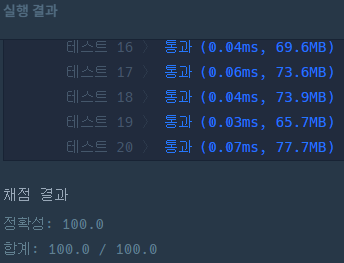 실행 결과
테스트 16 〉 통과 (0.04ms, 69.6MB)
테스트 17 〉 통과 (0.06ms, 73.6MB)
테스트 18 〉 통과 (0.04ms, 73.9MB)
테스트 19 〉 통과 (0.03ms, 65.7MB)
테스트 20 〉 통과 (0.07ms, 77.7MB)
채점 결과
정확성: 100.0
합계: 100.0 / 100.0